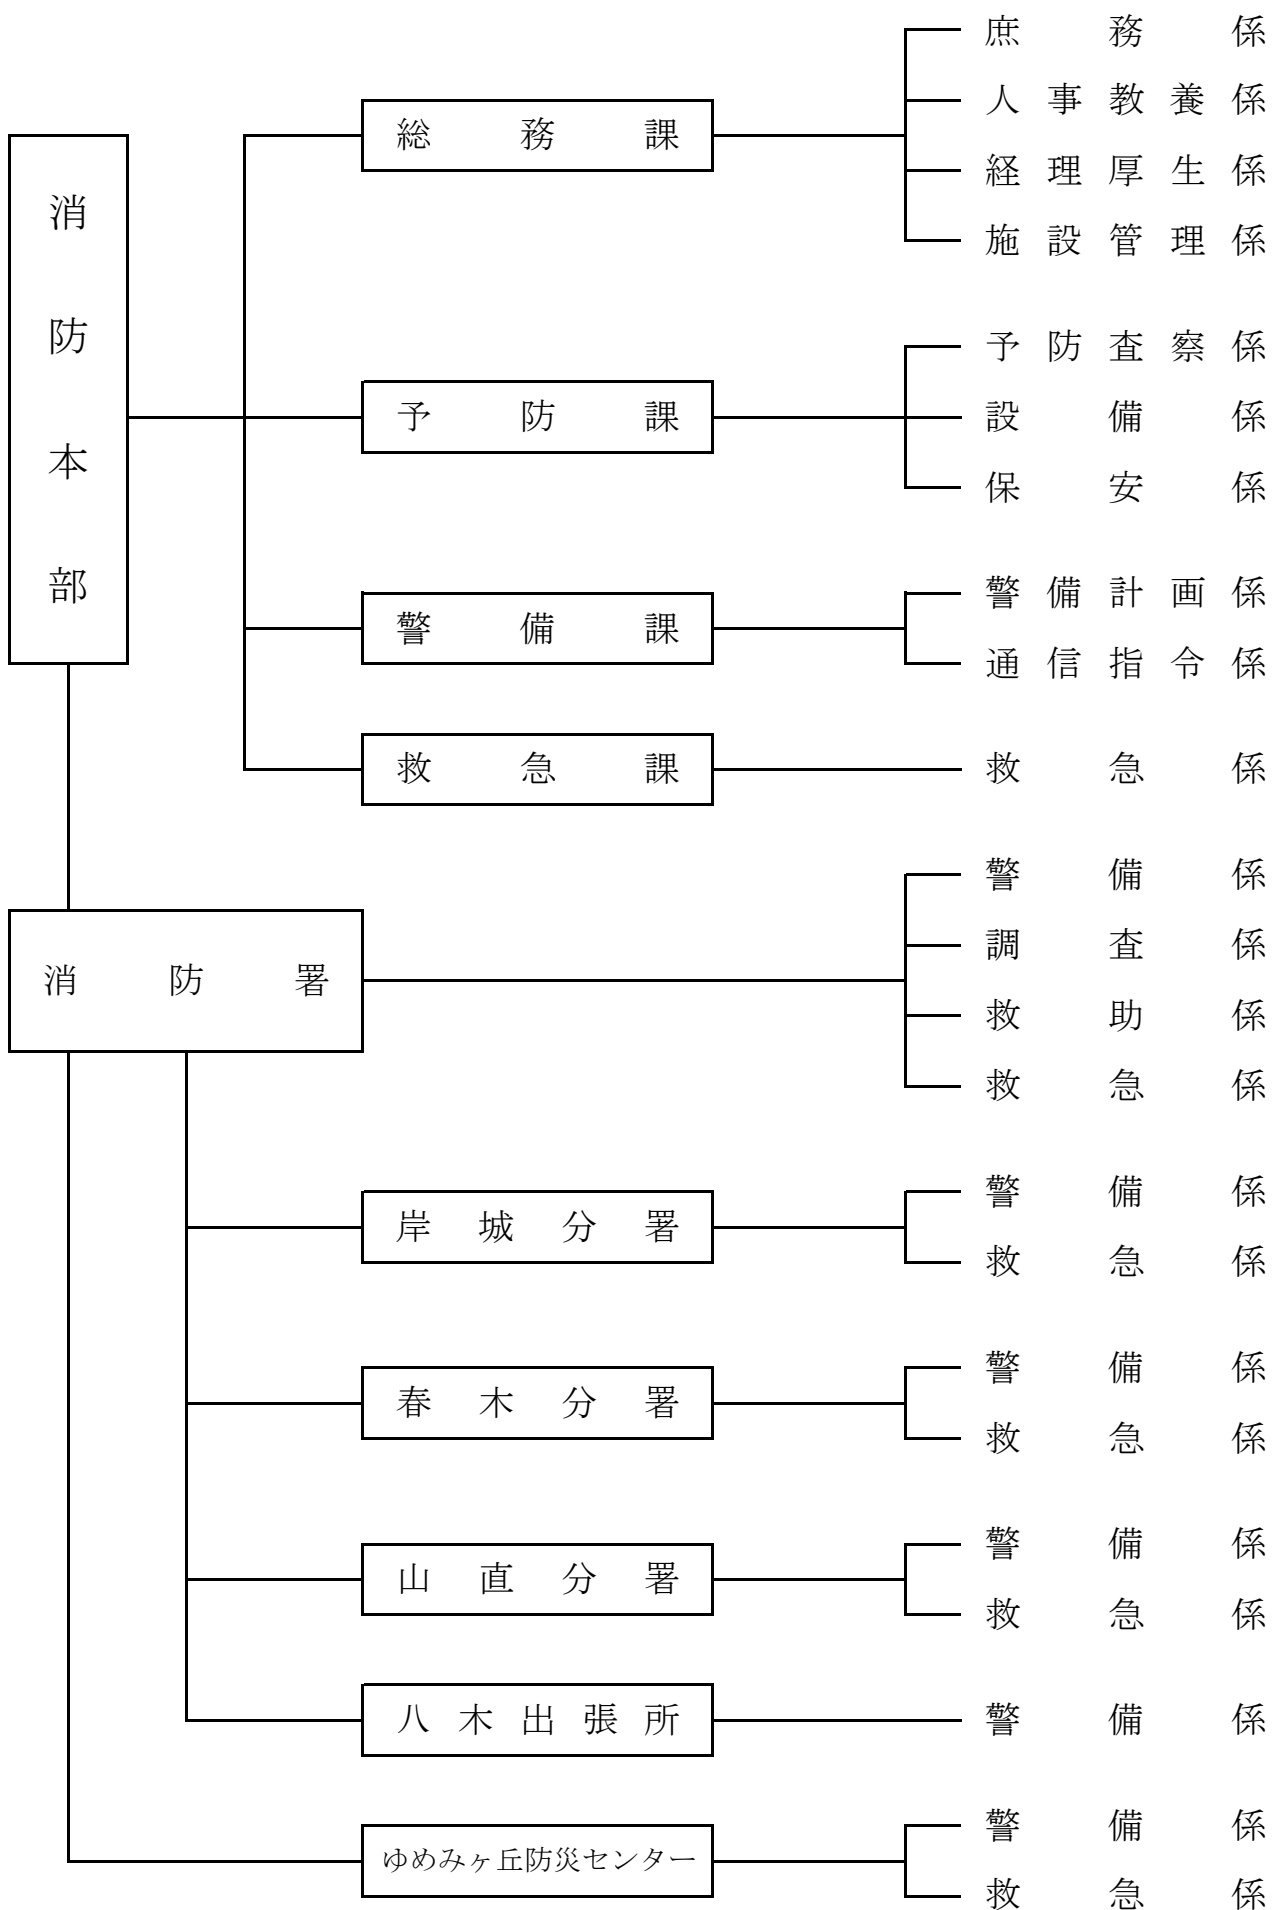 消防本部
総務課
庶務係
人事教養係
経理厚生係
施設管理係
予防課
予防査察係
設備係
保安係
警備課
警備計画係
通信指令係
救急課
救急係
消防署
警備係
調査係
救助係
救急係
岸城分署
警備係
救急係
春木分署
警備係
救急係
山直分署
警備係
救急係
八木出張所
警備係
ゆめみヶ丘防災センター
警備係
救急係